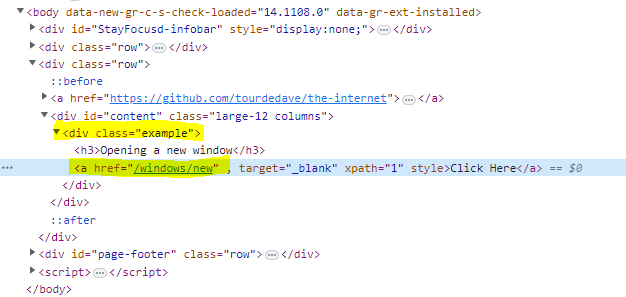 <body data-new-gr-c-s-check-loaded="14.1108.0" data-gr-ext-installed>
<div id="StayFocusd-infobar" style="display:none;">…</div>
<div class="row">…</div>
<div class="row">
::before
<a href="https://github.com/tourdedave/the-internet">…</a>
<div id="content" class="large-12 columns">
<div class="example">
<h3>Opening a new window</h3>
… <a href="/windows/new" , target="_blank" xpath="1" style>Click Here</a> == $0
</div>
</div>
::after
</div>
<div id="page-footer" class="row">…</div>
<script>…</script>
</body>